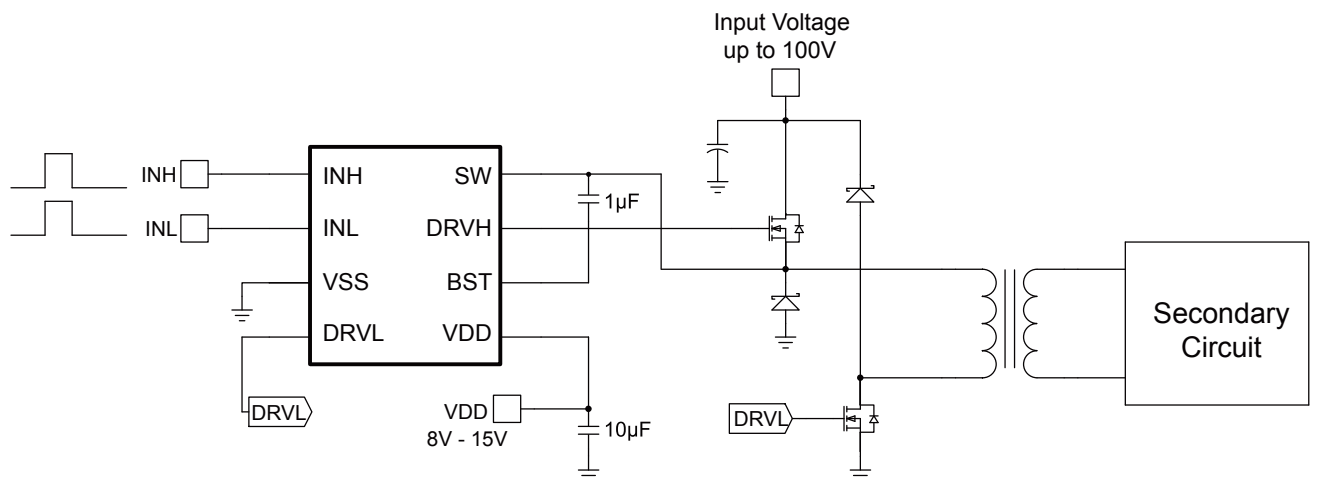 Input Voltage
up to 100V
INH
INL
INH
INL
VSS
DRVL
SW
DRVH
BST
VDD
1µF
DRVL
VDD
8V - 15V
10µF
DRVL
Secondary
Circuit